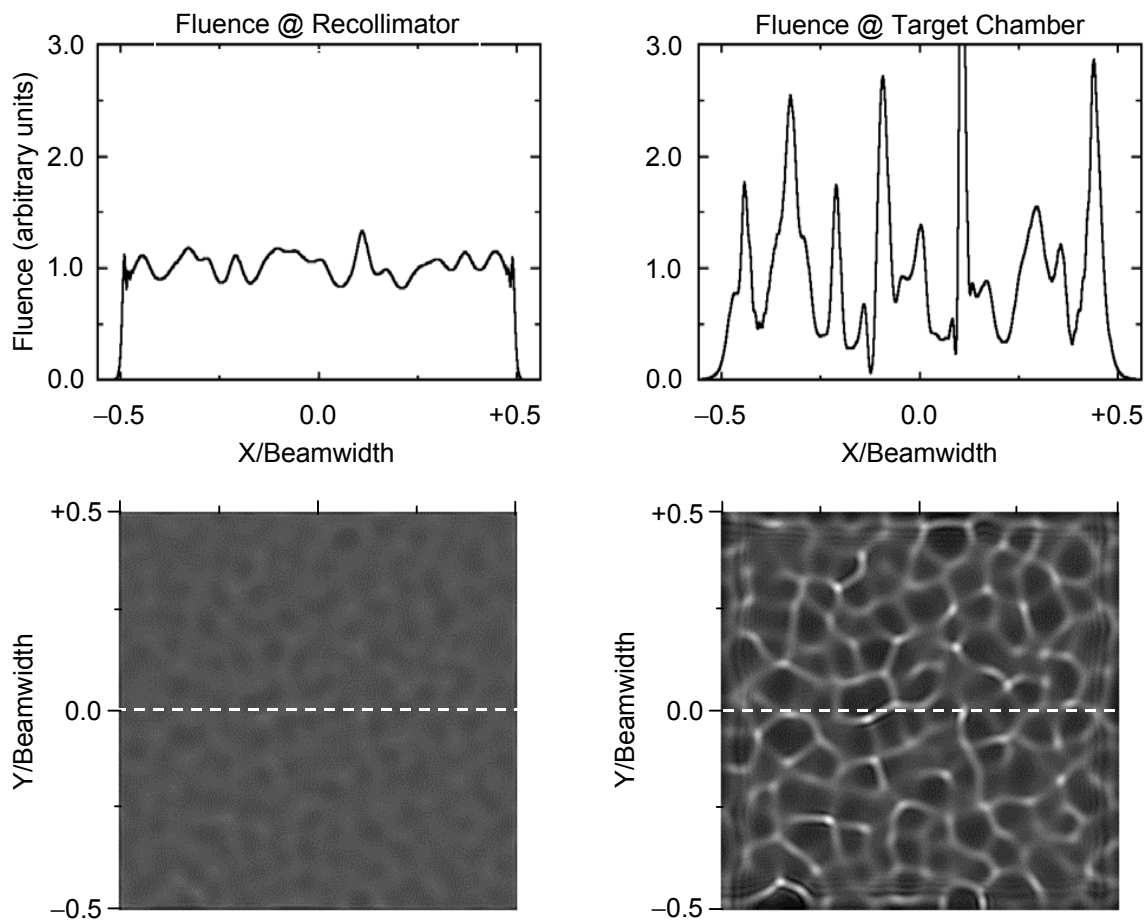 Fluence @ Recollimator
3.0
2.0
1.0
0.0
Fluence (arbitrary units)
−0.5 0.0 +0.5
X/Beamwidth
Fluence @ Target Chamber
3.0
2.0
1.0
0.0
−0.5 0.0 +0.5
X/Beamwidth
+0.5
0.0
−0.5
Y/Beamwidth
+0.5
0.0
−0.5
Y/Beamwidth